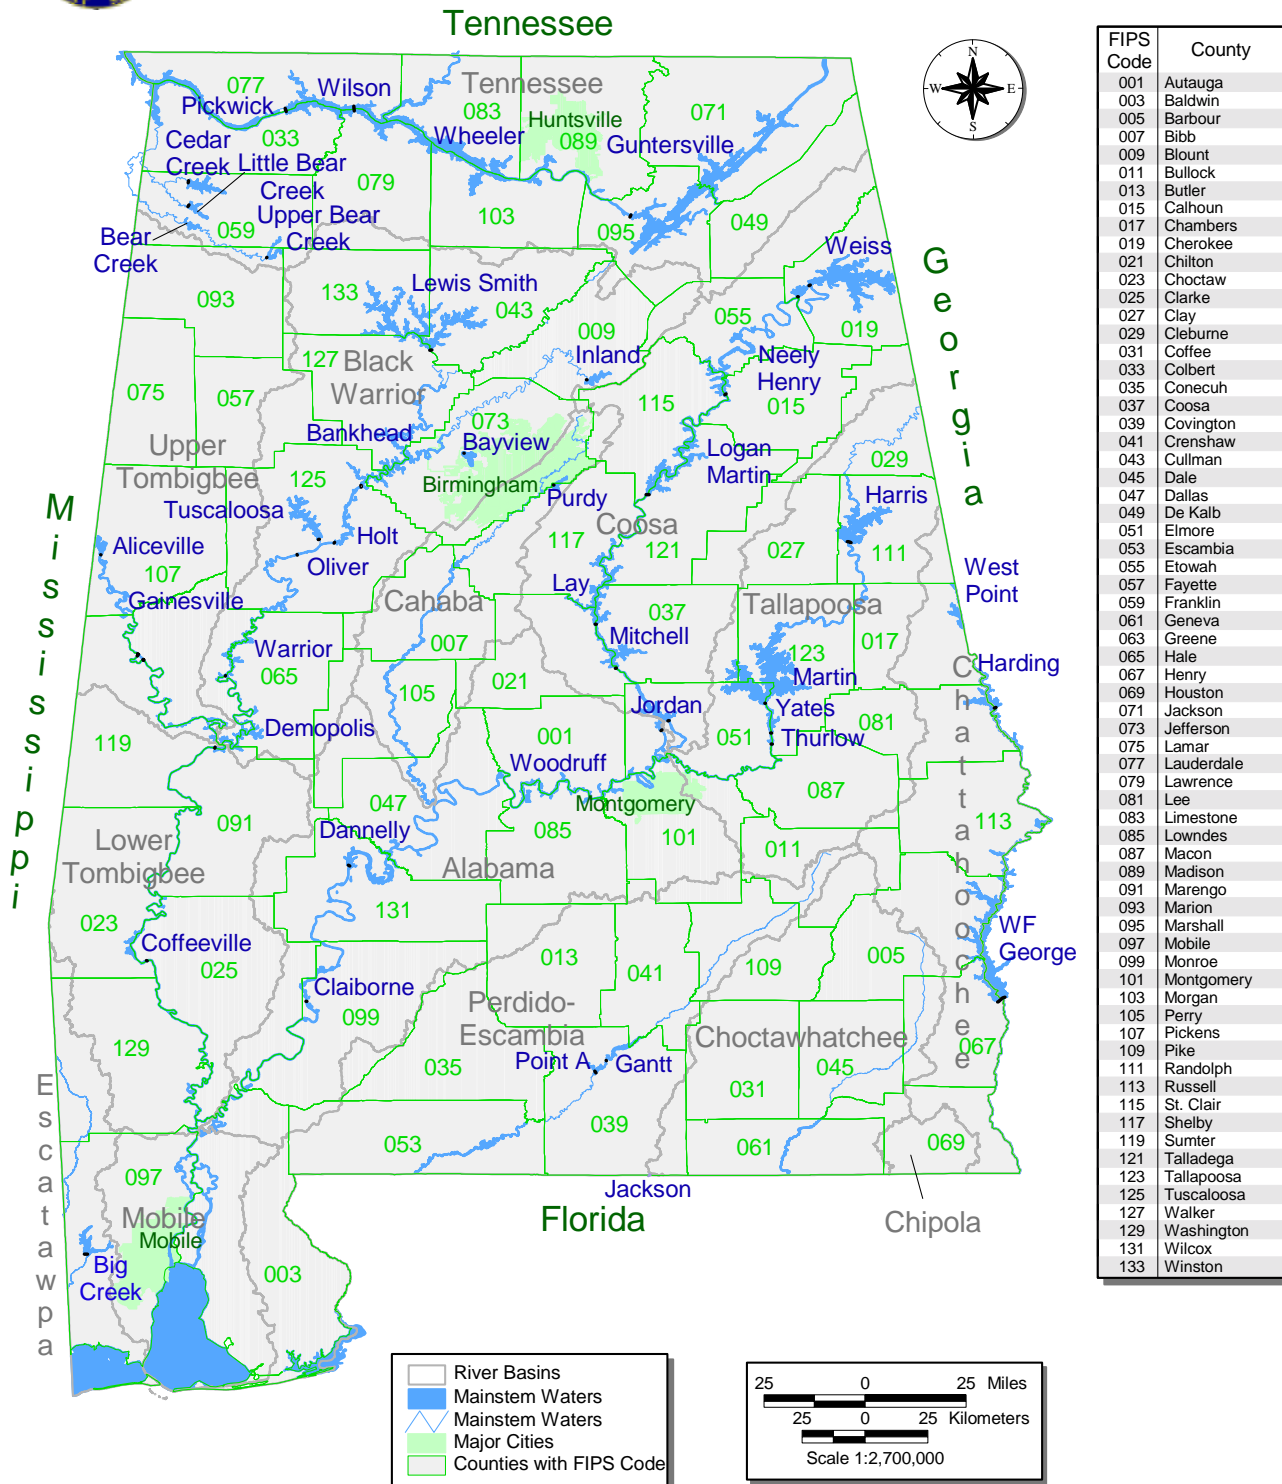 Tennessee
N
W
E
S
077
Tennessee
Pickwick
Wilson
083
Huntsville
071
033
Wheeler
089
Guntersville
Cedar
Creek
Little Bear
Creek
079
103
059
Upper Bear
Creek
095
049
Bear
Creek
Weiss
133
Lewis Smith
093
043
055
019
009
127
Black
Warrior
Inland
Neely
Henry
075
057
115
015
073
Upper
Tombigbee
Bankhead
Bayview
Logan
Martin
029
125
Birmingham
Purdy
Harris
Tuscaloosa
Coosa
Holt
117
121
027
111
Aliceville
Oliver
107
Lay
West
Point
Gainesville
Cahaba
037
Tallapoosa
007
Mitchell
017
Warrior
065
123
Harding
105
021
Martin
Jordan
Yates
081
Demopolis
119
001
051
Thurlow
Woodruff
087
047
Montgomery
113
091
Dannelly
085
101
011
Lower
Tombigbee
Alabama
023
131
WF
George
Coffeeville
025
013
041
109
005
Claiborne
099
Perdido-
Escambia
Choctawhatchee
129
067
Point A
Gantt
035
045
031
053
039
061
069
097
Jackson
Florida
Chipola
Mobile
Mobile
003
Big
Creek
Mississippi
Georgia
Chattahoochee
Escatawpa
FIPS
Code
County
001 Autauga
003 Baldwin
005 Barbour
007 Bibb
009 Blount
011 Bullock
013 Butler
015 Calhoun
017 Chambers
019 Cherokee
021 Chilton
023 Choctaw
025 Clarke
027 Clay
029 Cleburne
031 Coffee
033 Colbert
035 Conecuh
037 Coosa
039 Covington
041 Crenshaw
043 Cullman
045 Dale
047 Dallas
049 De Kalb
051 Elmore
053 Escambia
055 Etowah
057 Fayette
059 Franklin
061 Geneva
063 Greene
065 Hale
067 Henry
069 Houston
071 Jackson
073 Jefferson
075 Lamar
077 Lauderdale
079 Lawrence
081 Lee
083 Limestone
085 Lowndes
087 Macon
089 Madison
091 Marengo
093 Marion
095 Marshall
097 Mobile
099 Monroe
101 Montgomery
103 Morgan
105 Perry
107 Pickens
109 Pike
111 Randolph
113 Russell
115 St. Clair
117 Shelby
119 Sumter
121 Talladega
123 Tallapoosa
125 Tuscaloosa
127 Walker
129 Washington
131 Wilcox
133 Winston
River Basins
Mainstem Waters
Mainstem Waters
Major Cities
Counties with FIPS Code
25 0 25 Miles
25 0 25 Kilometers
Scale 1:2,700,000